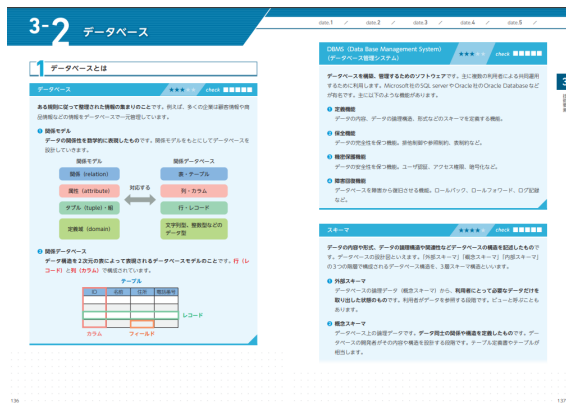 3-2 データベース
date.1 / date.2 / date.3 / date.4 / date.5 /
1 データベースとは
データベース ★★★★ check
ある規則に従って整理された情報の集まりのことです。例えば、多くの企業は顧客情報や商
品情報などの情報をデータベースで一元管理しています。
❶ 関係モデル
データの関係性を数学的に表現したものです。関係モデルをもとにしてデータベースを
設計していきます。
関係モデル 関係データベース
関係 (relation) 表・テーブル
属性 (attribute) 対応する 列・カラム
タプル (tuple)・組 行・レコード
定義域 (domain) 文字列型、整数型などの
データ型
❷ 関係データベース
データ構造を2次元の表によって表現されるデータベースモデルのことです。行（レ
コード）と列（カラム）で構成されています。
テーブル
ID 名前 住所 電話番号
レコード
カラム フィールド
136
DBMS（Data Base Management System）
（データベース管理システム） ★★★★ check
データベースを構築、管理するためのソフトウェアです。主に複数の利用者による共同運用
するために利用します。Microsoft社のSQL serverやOracle社のOracle Databaseなど
が有名です。主に以下のような機能があります。
❶ 定義機能
データの内容、データの論理構造、形式などのスキーマを定義する機能。
❷ 保全機能
データの完全性を保つ機能。排他制御や参照制約、表制約など。
❸ 機密保護機能
データの安全性を保つ機能。ユーザ認証、アクセス権限、暗号化など。
❹ 障害回復機能
データベースを障害から復旧させる機能。ロールバック、ロールフォワード、ログ記録
など。
スキーマ ★★★★ check
データの内容や形式、データの論理構造や関連性などデータベースの構造を記述したもので
す。データベースの設計図といえます。「外部スキーマ」「概念スキーマ」「内部スキーマ」
の3つの階層で構成されるデータベース構造を、3層スキーマ構造といいます。
❶ 外部スキーマ
データベースの論理データ（概念スキーマ）から、利用者にとって必要なデータだけを
取り出した状態のものです。利用者がデータを参照する段階です。ビューと呼ぶことも
あります。
❷ 概念スキーマ
データベース上の論理データです。データ同士の関係や構造を定義したものです。デー
タベースの開発者がその内容や構造を設計する段階です。テーブル定義書やテーブルが
相当します。
3
137